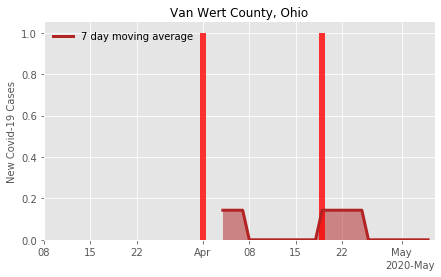 Van Wert County, Ohio
7 day moving average
New Covid-19 Cases
1.0
0.8
0.6
0.4
0.2
0.0
08 15 22 Apr 08 15 22 May
2020-May